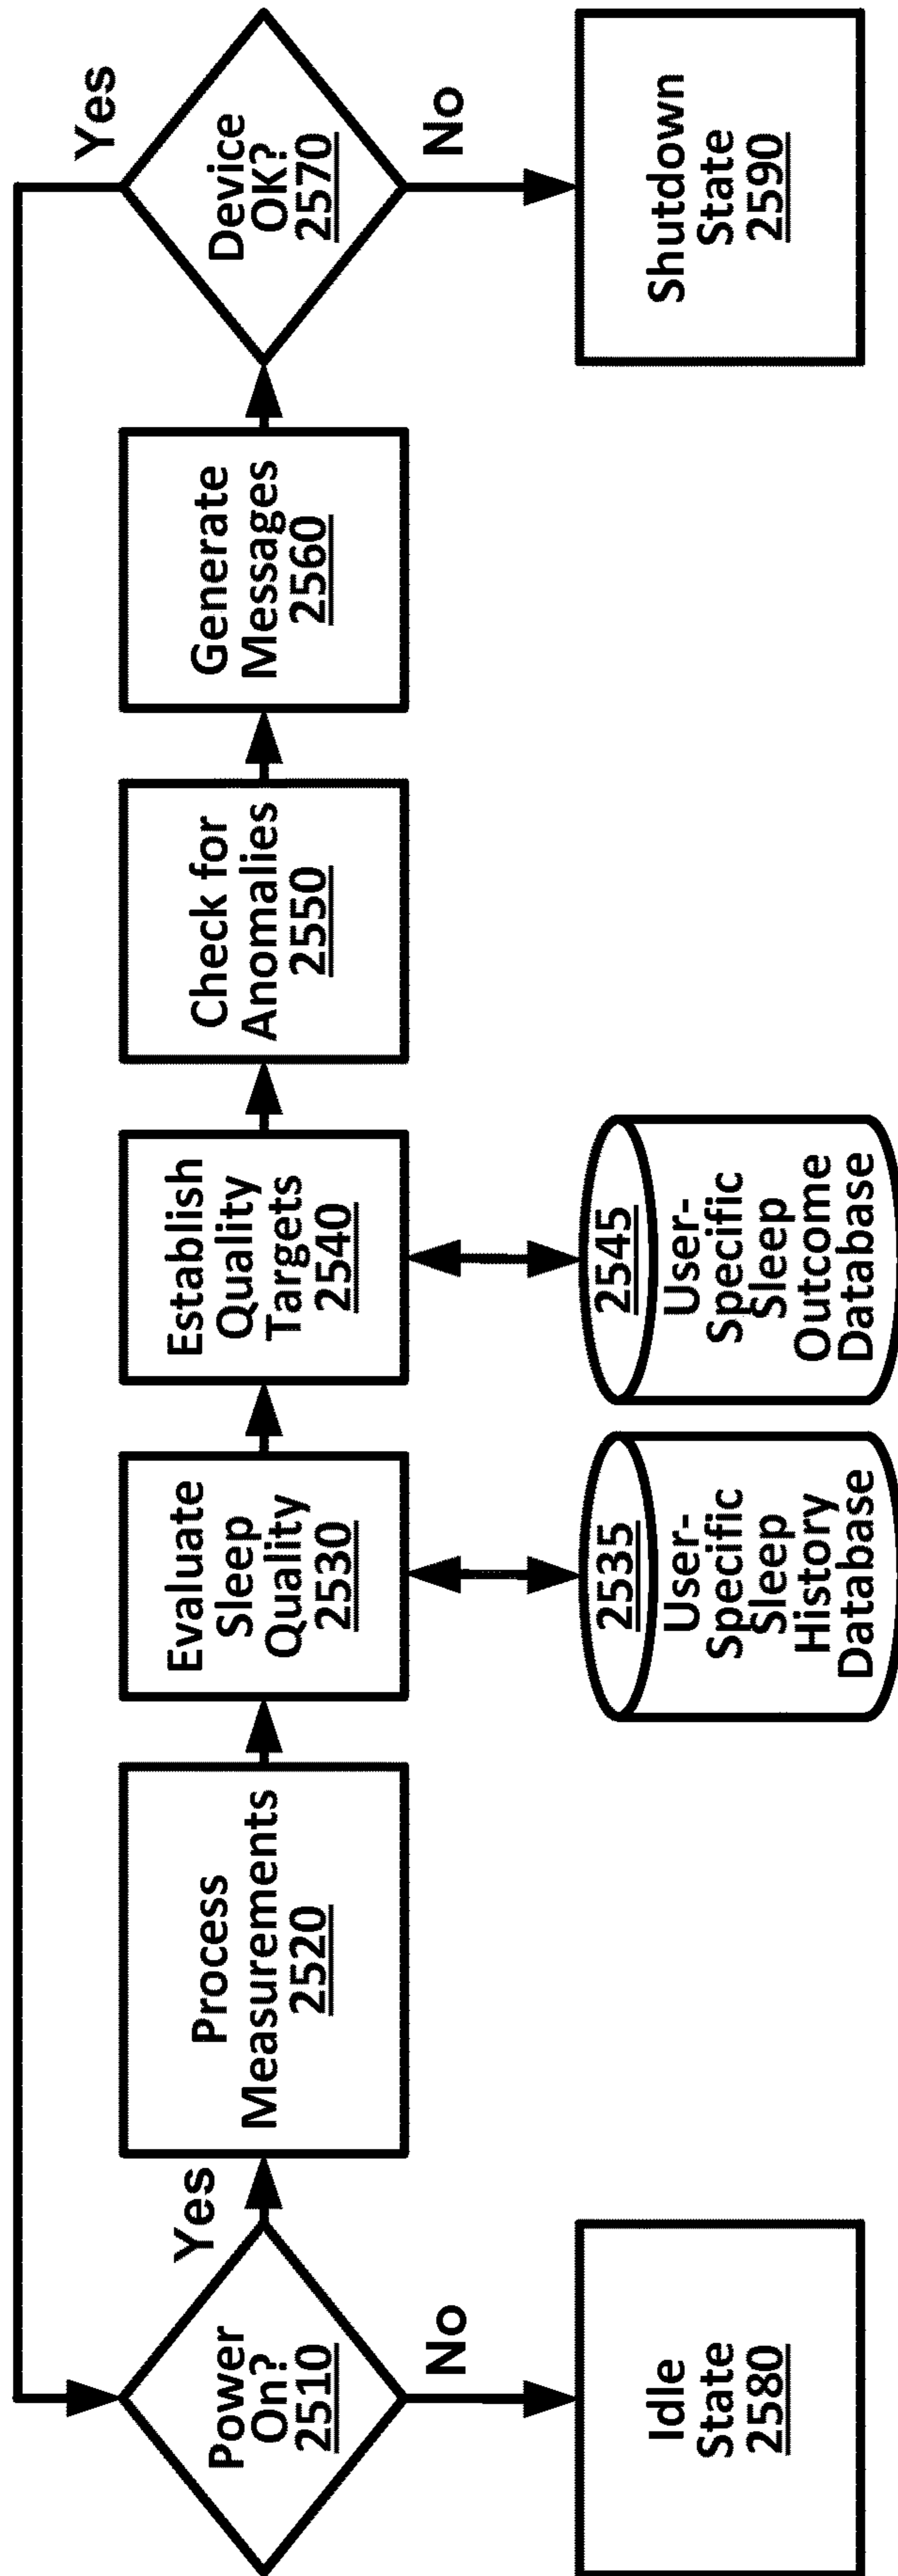 Power
On?
2510
Yes
No
Idle
State
2580
Process
Measurements
2520
Evaluate
Sleep
Quality
2530
2535
User-
Specific
Sleep
History
Database
Establish
Quality
Targets
2540
2545
User-
Specific
Sleep
Outcome
Database
Check for
Anomalies
2550
Generate
Messages
2560
Device
OK?
2570
Yes
No
Shutdown
State
2590